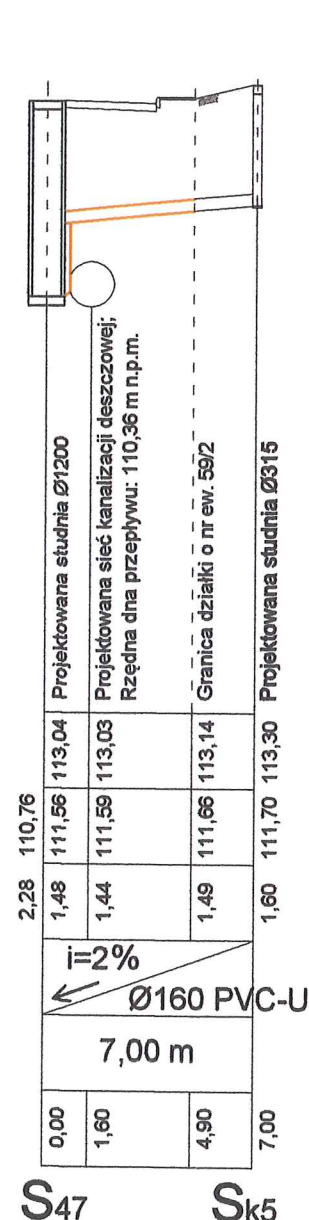 Projektowana studnia Ø1200
Projektowana sieć kanalizacji deszczowej;
Rzędna dna przepływu: 110,36 m n.p.m.
Granica działki o nr ew. 59/2
Projektowana studnia Ø315
113,04
113,03
113,14
113,30
110,76
111,56
111,59
111,66
111,70
2,28
1,48
1,44
1,49
1,60
i=2%
Ø160 PVC-U
7,00 m
0,00
1,60
4,90
7,00
S47
Sk5